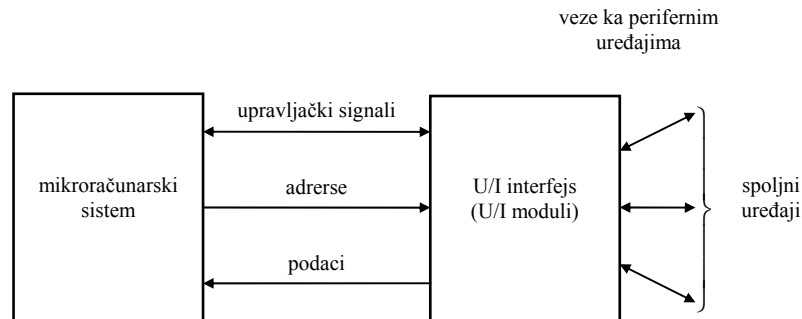 veze ka perifernim
uređajima
upravljački signali
mikroračunarski
sistem
adrerse
U/I interfejs
(U/I moduli)
spoljni
uređaji
podaci